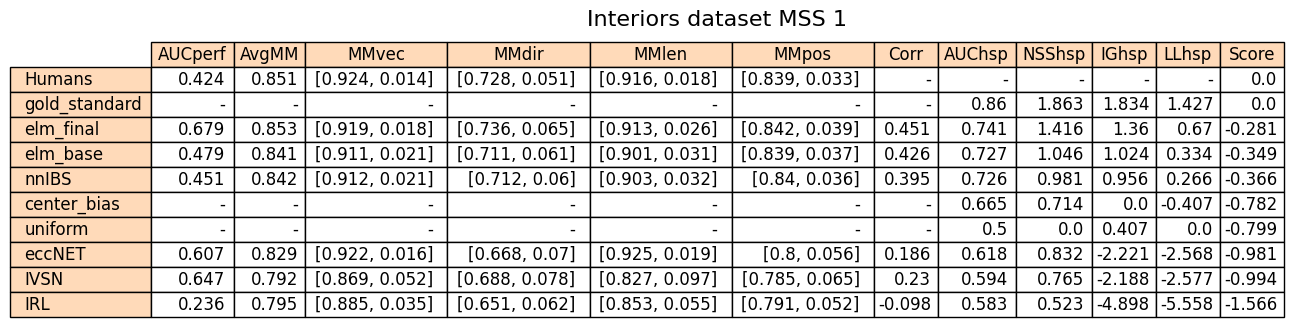 Interiors dataset MSS 1
AUCperf AvgMM MMvec MMdir MMlen MMpos Corr AUChsp NSShsp IGhsp LLhsp Score
Humans 0.424 0.851 [0.924, 0.014] [0.728, 0.051] [0.916, 0.018] [0.839, 0.033] - - - - - 0.0
gold_standard - - - - - - - 0.86 1.863 1.834 1.427 0.0
elm_final 0.679 0.853 [0.919, 0.018] [0.736, 0.065] [0.913, 0.026] [0.842, 0.039] 0.451 0.741 1.416 1.36 0.67 -0.281
elm_base 0.479 0.841 [0.911, 0.021] [0.711, 0.061] [0.901, 0.031] [0.839, 0.037] 0.426 0.727 1.046 1.024 0.334 -0.349
nnIBS 0.451 0.842 [0.912, 0.021] [0.712, 0.06] [0.903, 0.032] [0.84, 0.036] 0.395 0.726 0.981 0.956 0.266 -0.366
center_bias - - - - - - - 0.665 0.714 0.0 -0.407 -0.782
uniform - - - - - - - 0.5 0.0 0.407 0.0 -0.799
eccNET 0.607 0.829 [0.922, 0.016] [0.668, 0.07] [0.925, 0.019] [0.8, 0.056] 0.186 0.618 0.832 -2.221 -2.568 -0.981
IVSN 0.647 0.792 [0.869, 0.052] [0.688, 0.078] [0.827, 0.097] [0.785, 0.065] 0.23 0.594 0.765 -2.188 -2.577 -0.994
IRL 0.236 0.795 [0.885, 0.035] [0.651, 0.062] [0.853, 0.055] [0.791, 0.052] -0.098 0.583 0.523 -4.898 -5.558 -1.566